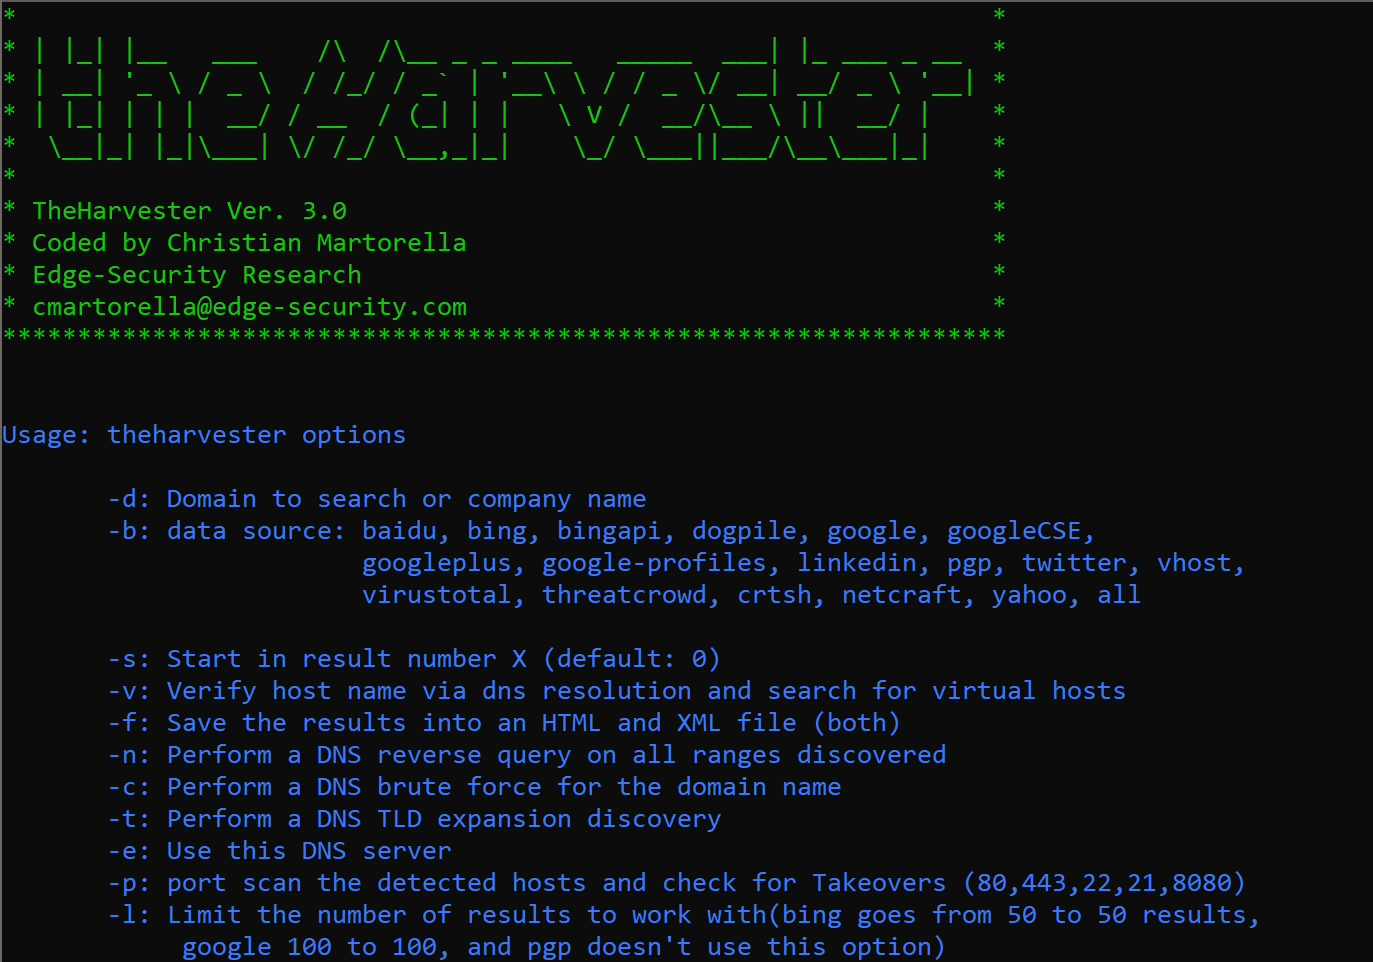 *                                                                 *
* | |_| |__   ___    /\  /\__ _ _ ____   _____  ___| |_ ___ _ __  *
* | __| '_ \ / _ \  / /_/ / _` | '__\ \ / / _ \/ __| __/ _ \ '__| *
* | |_| | | |  __/ / __  / (_| | |   \ V /  __/\__ \ ||  __/ |    *
*  \__|_| |_|\___| \/ /_/ \__,_|_|    \_/ \___||___/\__\___|_|    *
*                                                                 *
* TheHarvester Ver. 3.0                                           *
* Coded by Christian Martorella                                   *
* Edge-Security Research                                          *
* cmartorella@edge-security.com                                   *
*******************************************************************
Usage: theharvester options
-d: Domain to search or company name
-b: data source: baidu, bing, bingapi, dogpile, google, googleCSE,
googleplus, google-profiles, linkedin, pgp, twitter, vhost,
virustotal, threatcrowd, crtsh, netcraft, yahoo, all
-s: Start in result number X (default: 0)
-v: Verify host name via dns resolution and search for virtual hosts
-f: Save the results into an HTML and XML file (both)
-n: Perform a DNS reverse query on all ranges discovered
-c: Perform a DNS brute force for the domain name
-t: Perform a DNS TLD expansion discovery
-e: Use this DNS server
-p: port scan the detected hosts and check for Takeovers (80,443,22,21,8080)
-l: Limit the number of results to work with(bing goes from 50 to 50 results,
google 100 to 100, and pgp doesn't use this option)